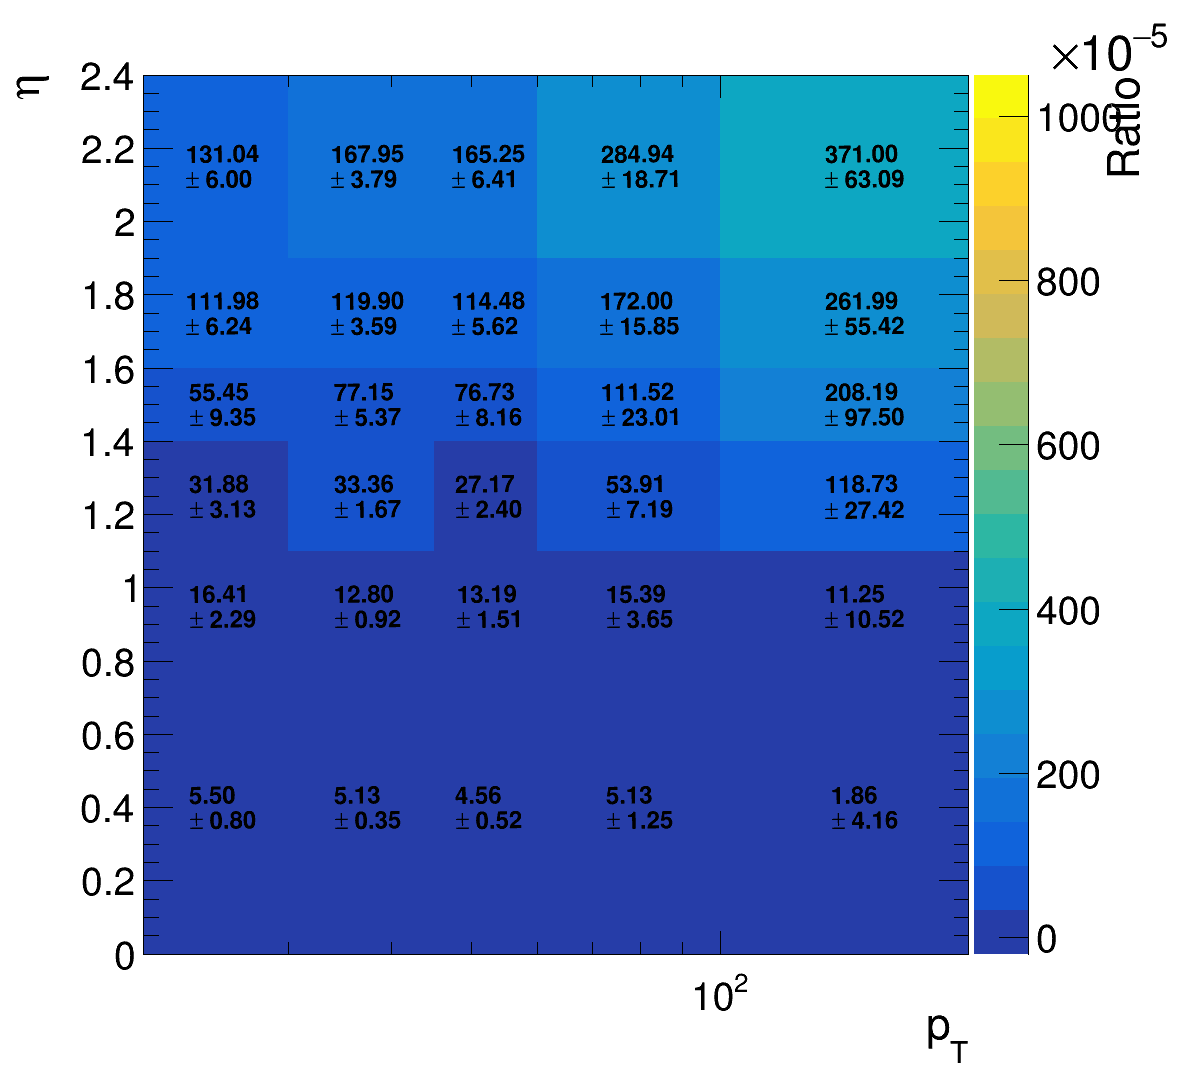 ×10−5
Ratio
η
2.4
2.2
2
1.8
1.6
1.4
1.2
1
0.8
0.6
0.4
0.2
0
131.04 167.95 165.25 284.94 371.00
± 6.00 ± 3.79 ± 6.41 ± 18.71 ± 63.09
111.98 119.90 114.48 172.00 261.99
± 6.24 ± 3.59 ± 5.62 ± 15.85 ± 55.42
55.45 77.15 76.73 111.52 208.19
± 9.35 ± 5.37 ± 8.16 ± 23.01 ± 97.50
31.88 33.36 27.17 53.91 118.73
± 3.13 ± 1.67 ± 2.40 ± 7.19 ± 27.42
16.41 12.80 13.19 15.39 11.25
± 2.29 ± 0.92 ± 1.51 ± 3.65 ± 10.52
5.50 5.13 4.56 5.13 1.86
± 0.80 ± 0.35 ± 0.52 ± 1.25 ± 4.16
1000
800
600
400
200
0
10²
pT